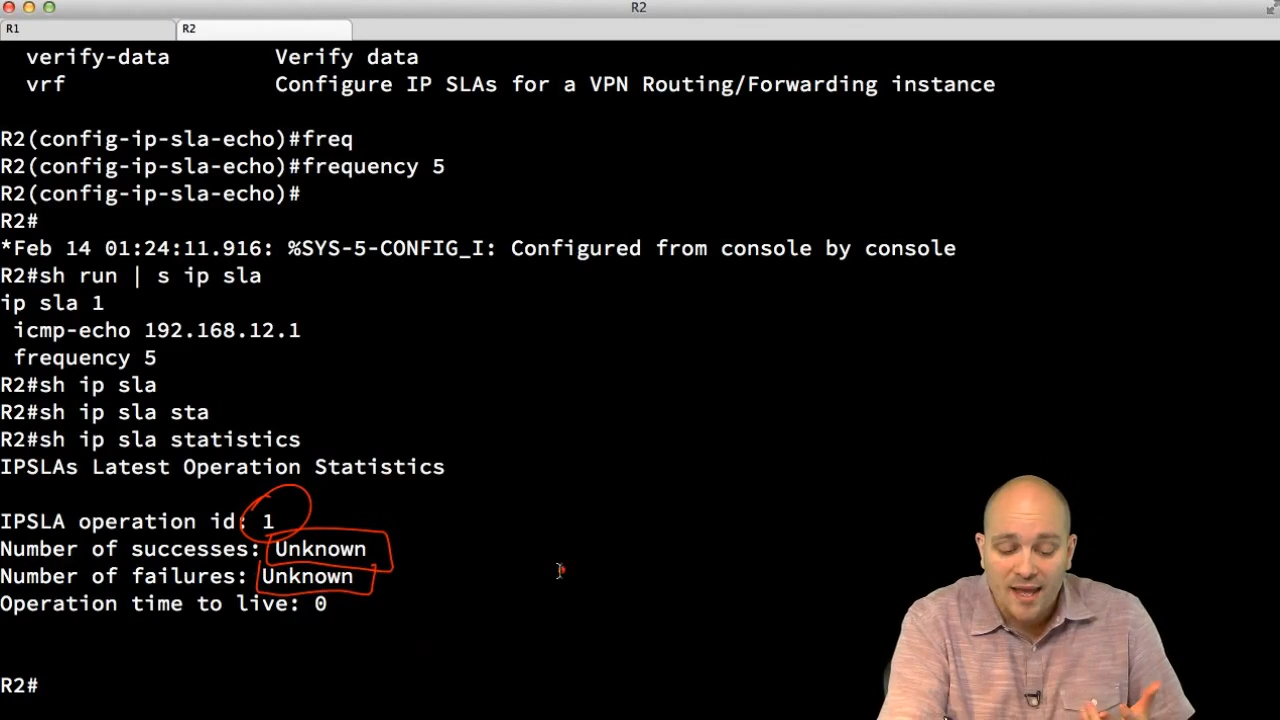 R2
R1
R2
verify-data Verify data
vrf Configure IP SLAs for a VPN Routing/Forwarding instance
R2(config-ip-sla-echo)#freq
R2(config-ip-sla-echo)#frequency 5
R2(config-ip-sla-echo)#
R2#
*Feb 14 01:24:11.916: %SYS-5-CONFIG_I: Configured from console by console
R2#sh run | s ip sla
ip sla 1
icmp-echo 192.168.12.1
frequency 5
R2#sh ip sla
R2#sh ip sla sta
R2#sh ip sla statistics
IPSLAs Latest Operation Statistics
IPSLA operation id: 1
Number of successes: Unknown
Number of failures: Unknown
Operation time to live: 0
R2#